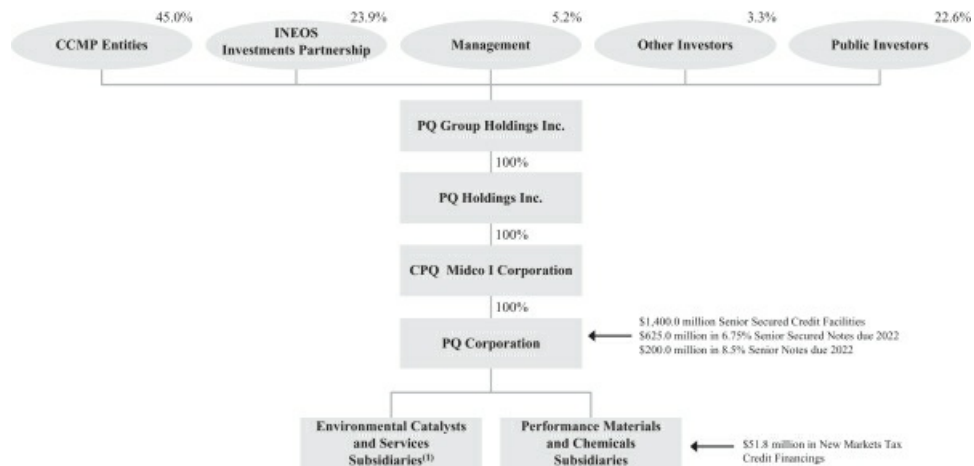 45.0%
23.9%
5.2%
3.3%
22.6%
CCMP Entities
INEOS
Investments Partnership
Management
Other Investors
Public Investors
PQ Group Holdings Inc.
100%
PQ Holdings Inc.
100%
CPQ Midco I Corporation
100%
PQ Corporation
$1,400.0 million Senior Secured Credit Facilities
$625.0 million in 6.75% Senior Secured Notes due 2022
$200.0 million in 8.5% Senior Notes due 2022
Environmental Catalysts
and Services
Subsidiaries(1)
Performance Materials
and Chemicals
Subsidiaries
$51.8 million in New Markets Tax
Credit Financings